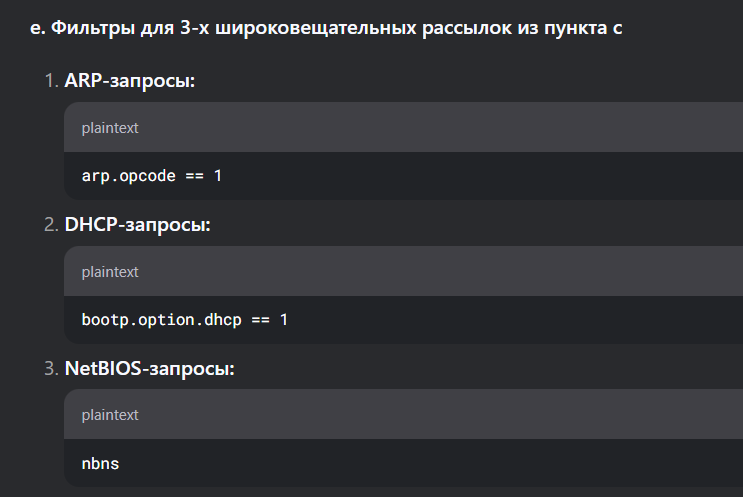 e. Фильтры для 3-х широковещательных рассылок из пункта c
1. ARP-запросы:
plaintext
arp.opcode == 1
2. DHCP-запросы:
plaintext
bootp.option.dhcp == 1
3. NetBIOS-запросы:
plaintext
nbns